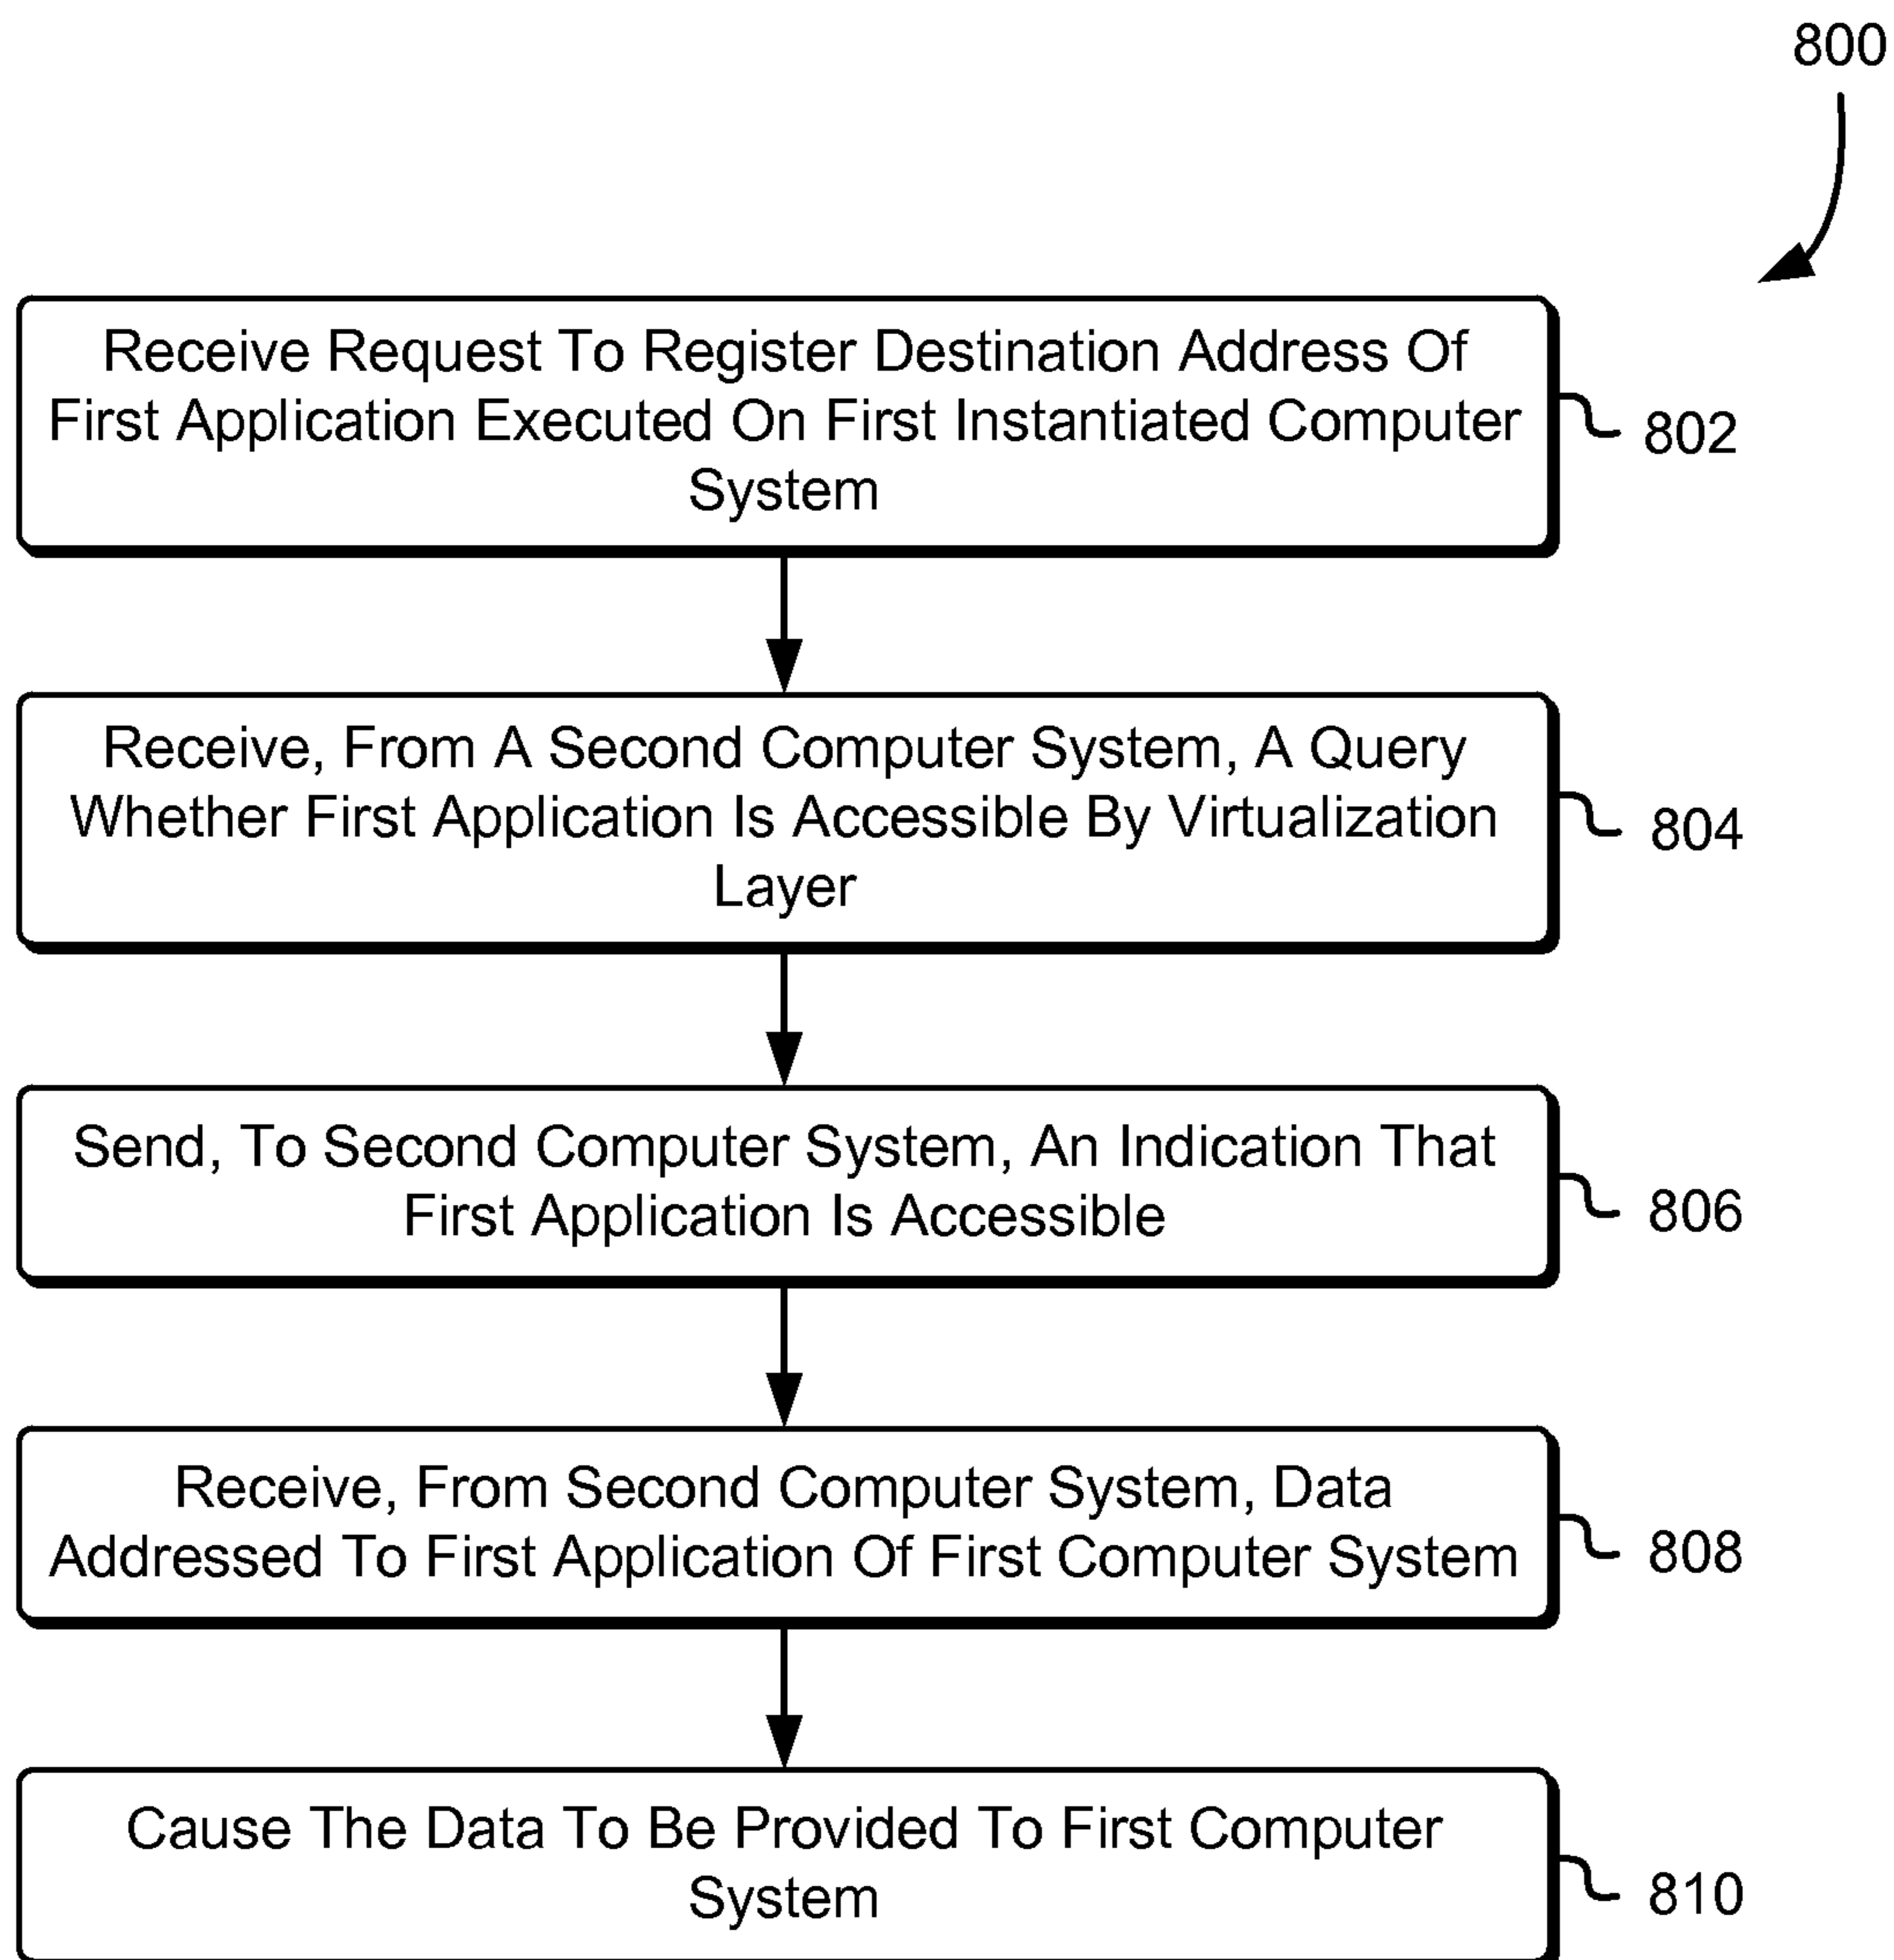 800
Receive Request To Register Destination Address Of
First Application Executed On First Instantiated Computer
System
802
Receive, From A Second Computer System, A Query
Whether First Application Is Accessible By Virtualization
Layer
804
Send, To Second Computer System, An Indication That
First Application Is Accessible
806
Receive, From Second Computer System, Data
Addressed To First Application Of First Computer System
808
Cause The Data To Be Provided To First Computer
System
810